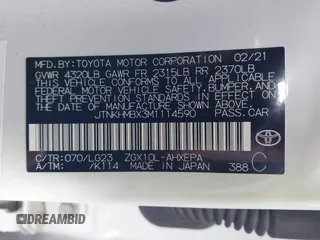 MFD. BY: TOYOTA MOTOR CORPORATION 02/21
GVWR 4320LB GAWR FR 2315LB RR 2370LB
THIS VEHICLE CONFORMS TO ALL APPLICABLE
FEDERAL MOTOR VEHICLE SAFETY, BUMPER, AND
THEFT PREVENTION STANDARDS IN EFFECT ON
THE DATE OF MANUFACTURE SHOWN ABOVE.
JTNKHMBX3M1114590 PASS.CAR
C/TR:070/LG23 ZGX10L-AHXEPA
A/TM: /K114 MADE IN JAPAN 388 C
TOYOTA
DREAMBID